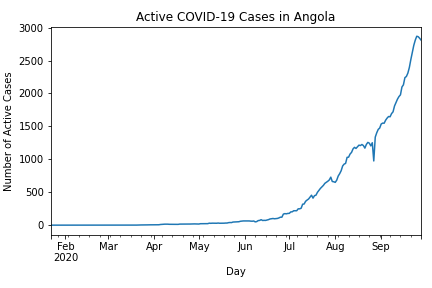 Active COVID-19 Cases in Angola
Number of Active Cases
3000
2500
2000
1500
1000
500
0
Feb Mar Apr May Jun Jul Aug Sep
2020
Day